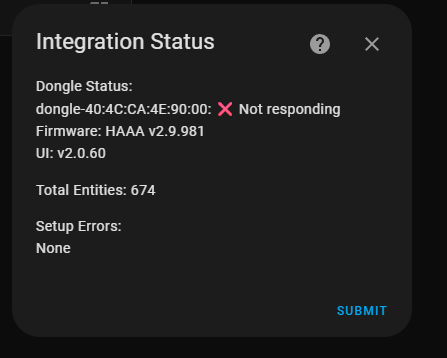 Integration Status
Dongle Status:
dongle-40:4C:CA:4E:90:00: ❌ Not responding
Firmware: HAAA v2.9.981
UI: v2.0.60
Total Entities: 674
Setup Errors:
None
SUBMIT